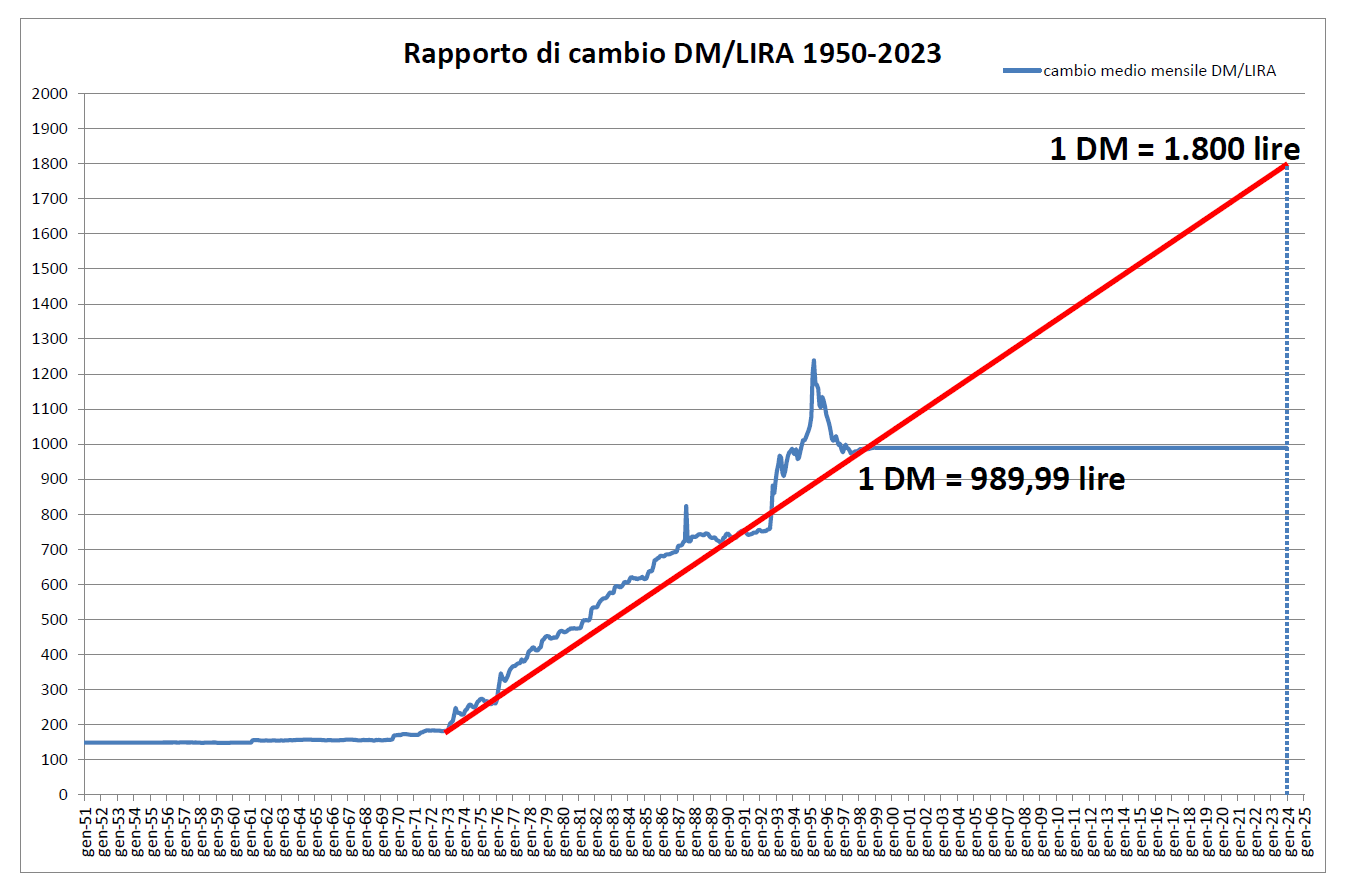 Rapporto di cambio DM/LIRA 1950-2023
cambio medio mensile DM/LIRA
2000
1900
1800
1700
1600
1500
1400
1300
1200
1100
1000
900
800
700
600
500
400
300
200
100
0
1 DM = 1.800 lire
1 DM = 989,99 lire
gen-51
gen-52
gen-53
gen-54
gen-55
gen-56
gen-57
gen-58
gen-59
gen-60
gen-61
gen-62
gen-63
gen-64
gen-65
gen-66
gen-67
gen-68
gen-69
gen-70
gen-71
gen-72
gen-73
gen-74
gen-75
gen-76
gen-77
gen-78
gen-79
gen-80
gen-81
gen-82
gen-83
gen-84
gen-85
gen-86
gen-87
gen-88
gen-89
gen-90
gen-91
gen-92
gen-93
gen-94
gen-95
gen-96
gen-97
gen-98
gen-99
gen-00
gen-01
gen-02
gen-03
gen-04
gen-05
gen-06
gen-07
gen-08
gen-09
gen-10
gen-11
gen-12
gen-13
gen-14
gen-15
gen-16
gen-17
gen-18
gen-19
gen-20
gen-21
gen-22
gen-23
gen-24
gen-25